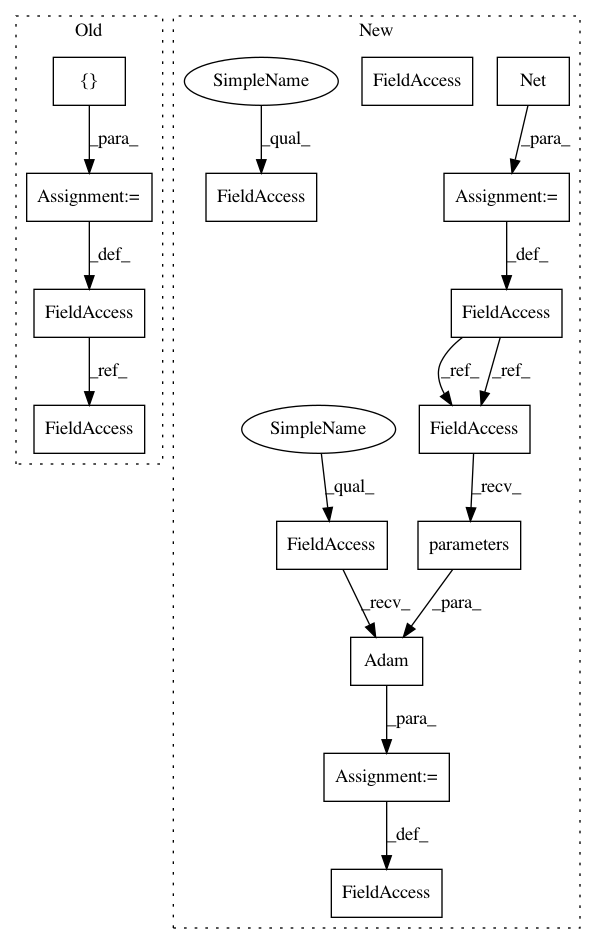 Old
New
{}
SimpleName
FieldAccess
Net
_para_
_qual_
_para_
Assignment:=
FieldAccess
Assignment:=
_def_
_def_
FieldAccess
FieldAccess
_ref_
_ref_
_ref_
FieldAccess
SimpleName
FieldAccess
_qual_
_recv_
FieldAccess
parameters
_recv_
_para_
Adam
_para_
Assignment:=
_def_
FieldAccess